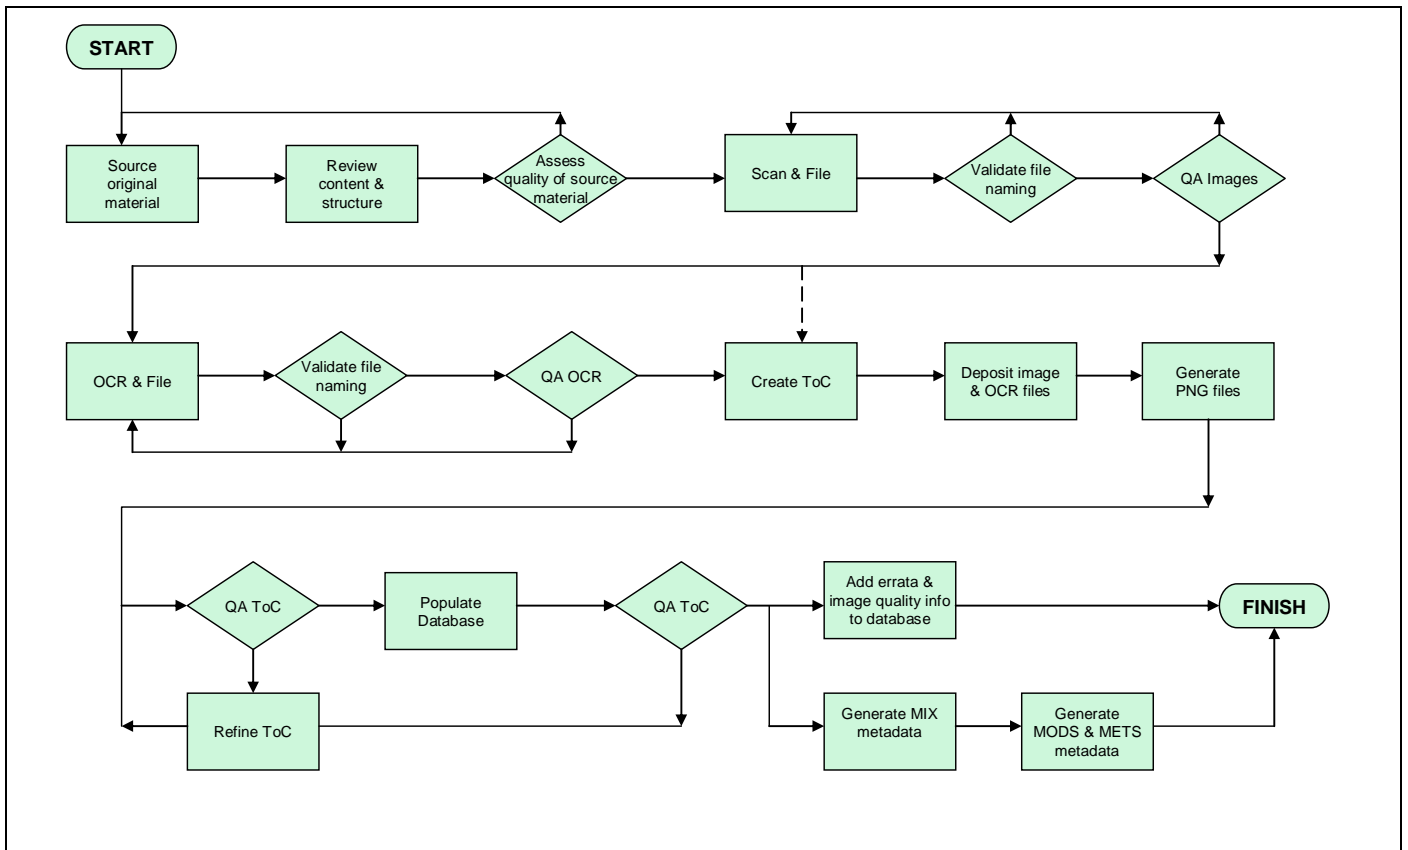 START
Source
original
material
Review
content &
structure
Assess
quality of source
material
Scan & File
Validate file
naming
QA Images
OCR & File
Validate file
naming
QA OCR
Create ToC
Deposit image
& OCR files
Generate
PNG files
QA ToC
Populate
Database
QA ToC
Add errata &
image quality info
to database
FINISH
Refine ToC
Generate MIX
metadata
Generate
MODS & METS
metadata